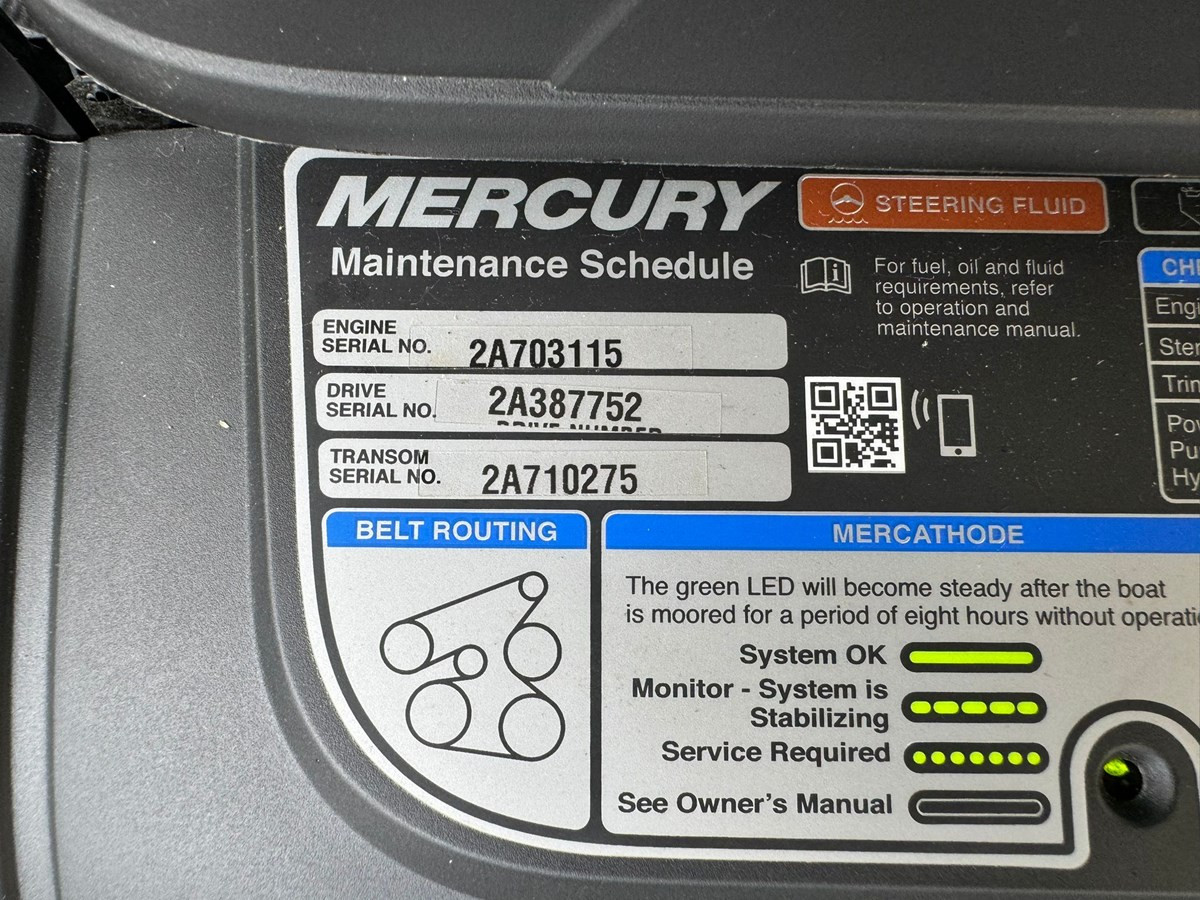 MERCURY
Maintenance Schedule
STEERING FLUID
For fuel, oil and fluid
requirements, refer
to operation and
maintenance manual.
ENGINE
SERIAL NO.
2A703115
DRIVE
SERIAL NO.
2A387752
DRIVE NUMBER
TRANSOM
SERIAL NO.
2A710275
BELT ROUTING
MERCATHODE
The green LED will become steady after the boat
is moored for a period of eight hours without
System OK
Monitor - System is
Stabilizing
Service Required
See Owner's Manual